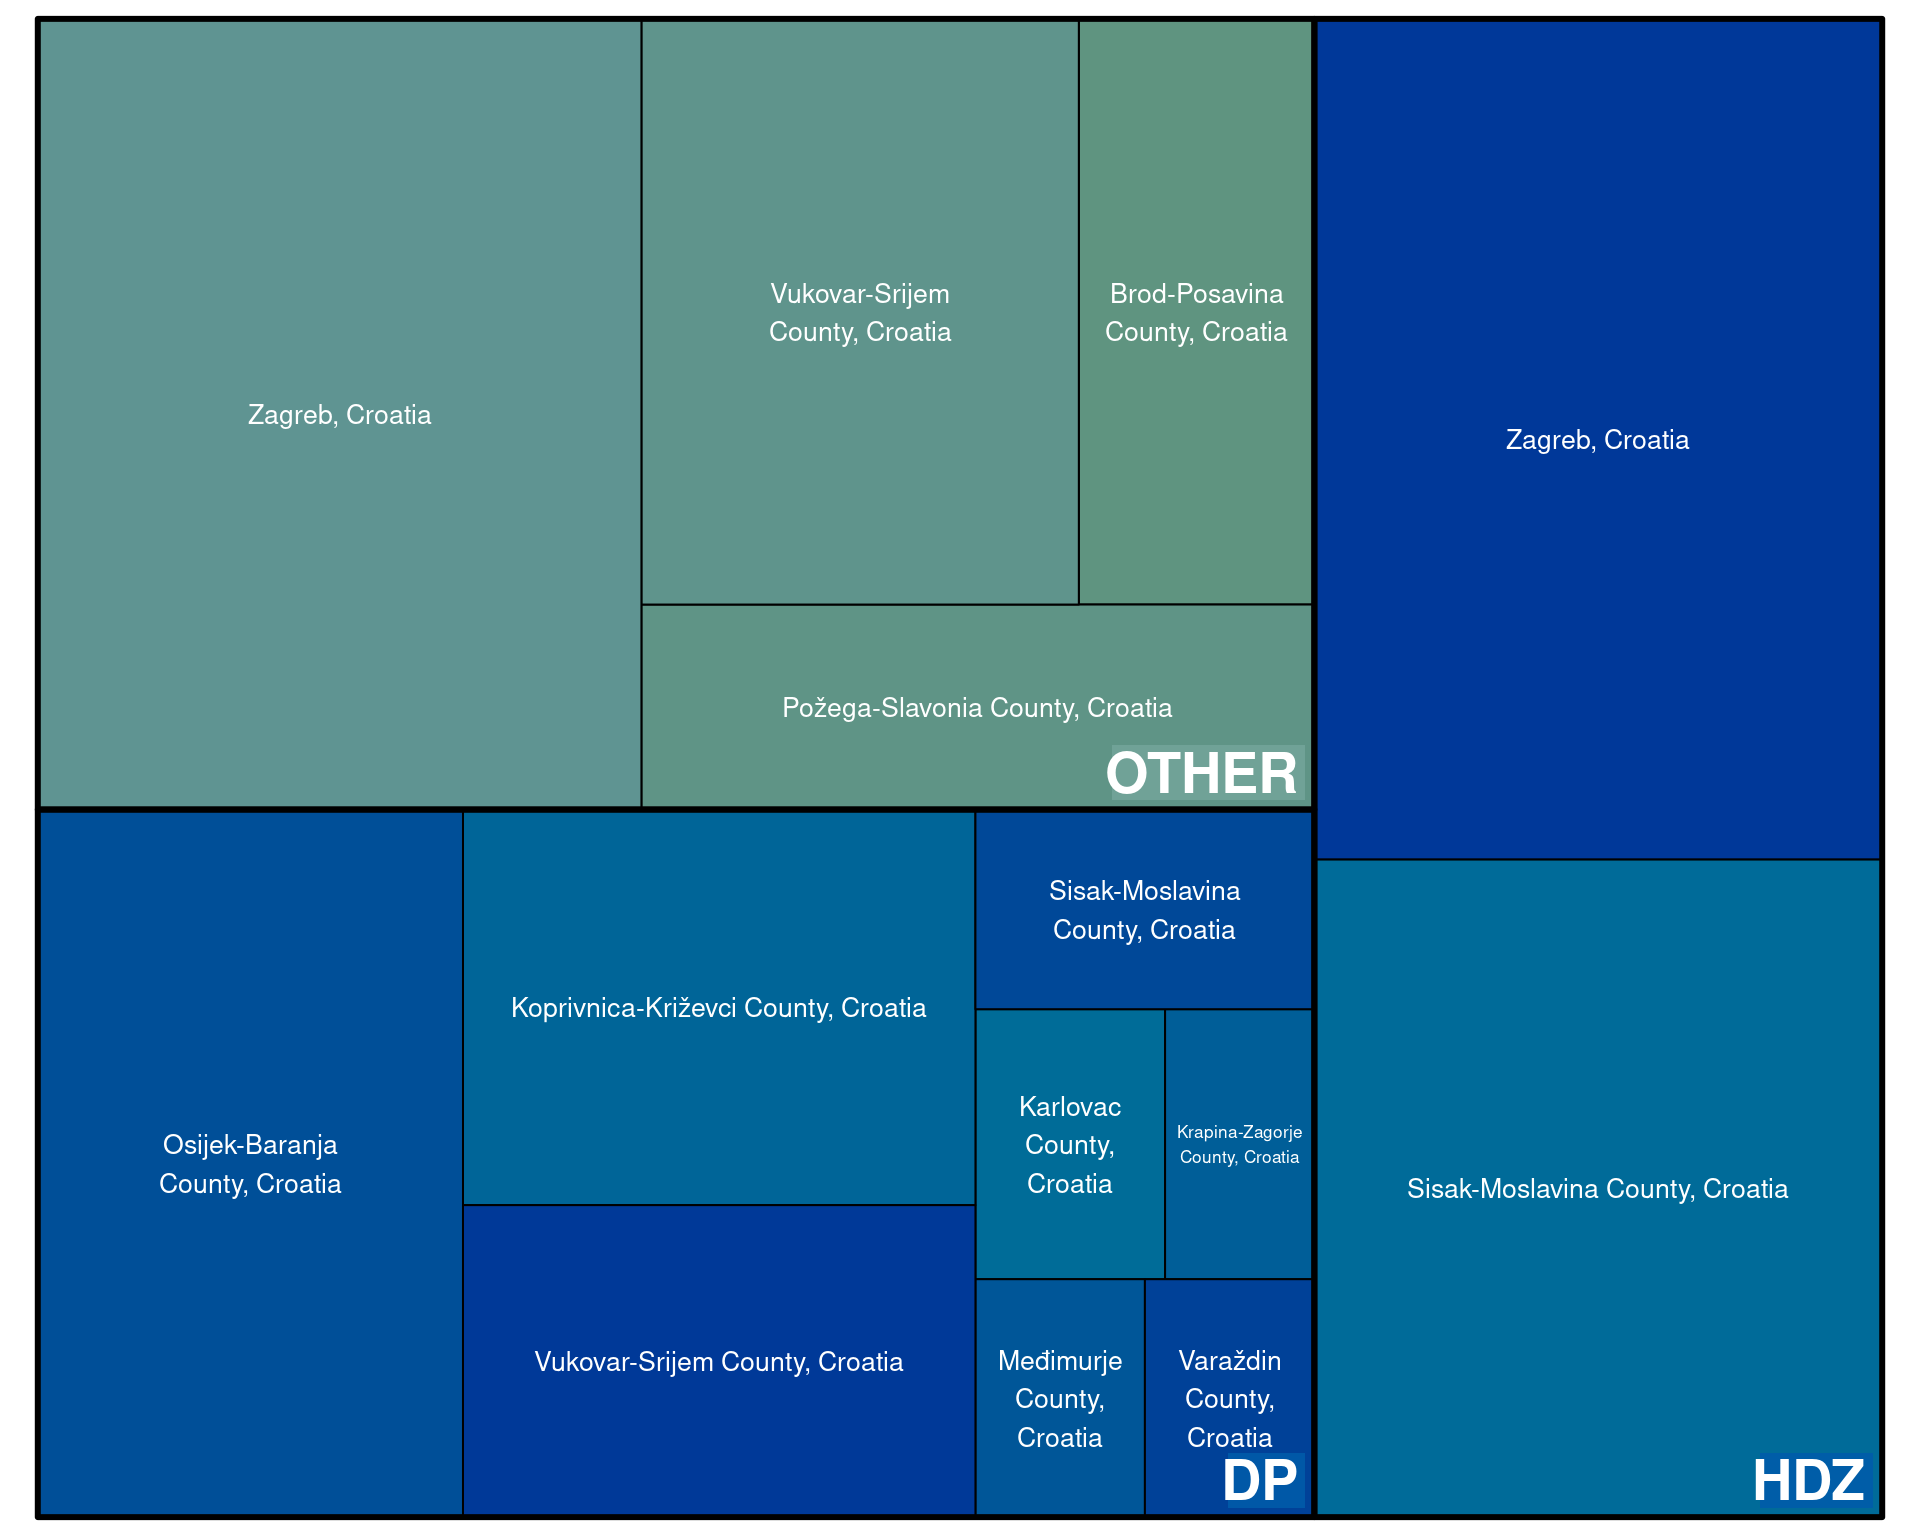 Zagreb, Croatia
Vukovar-Srijem
County, Croatia
Brod-Posavina
County, Croatia
Požega-Slavonia County, Croatia
OTHER
Zagreb, Croatia
Sisak-Moslavina County, Croatia
HDZ
Osijek-Baranja
County, Croatia
Koprivnica-Križevci County, Croatia
Vukovar-Srijem County, Croatia
Sisak-Moslavina
County, Croatia
Karlovac
County,
Croatia
Krapina-Zagorje
County, Croatia
Međimurje
County,
Croatia
Varaždin
County,
Croatia
DP